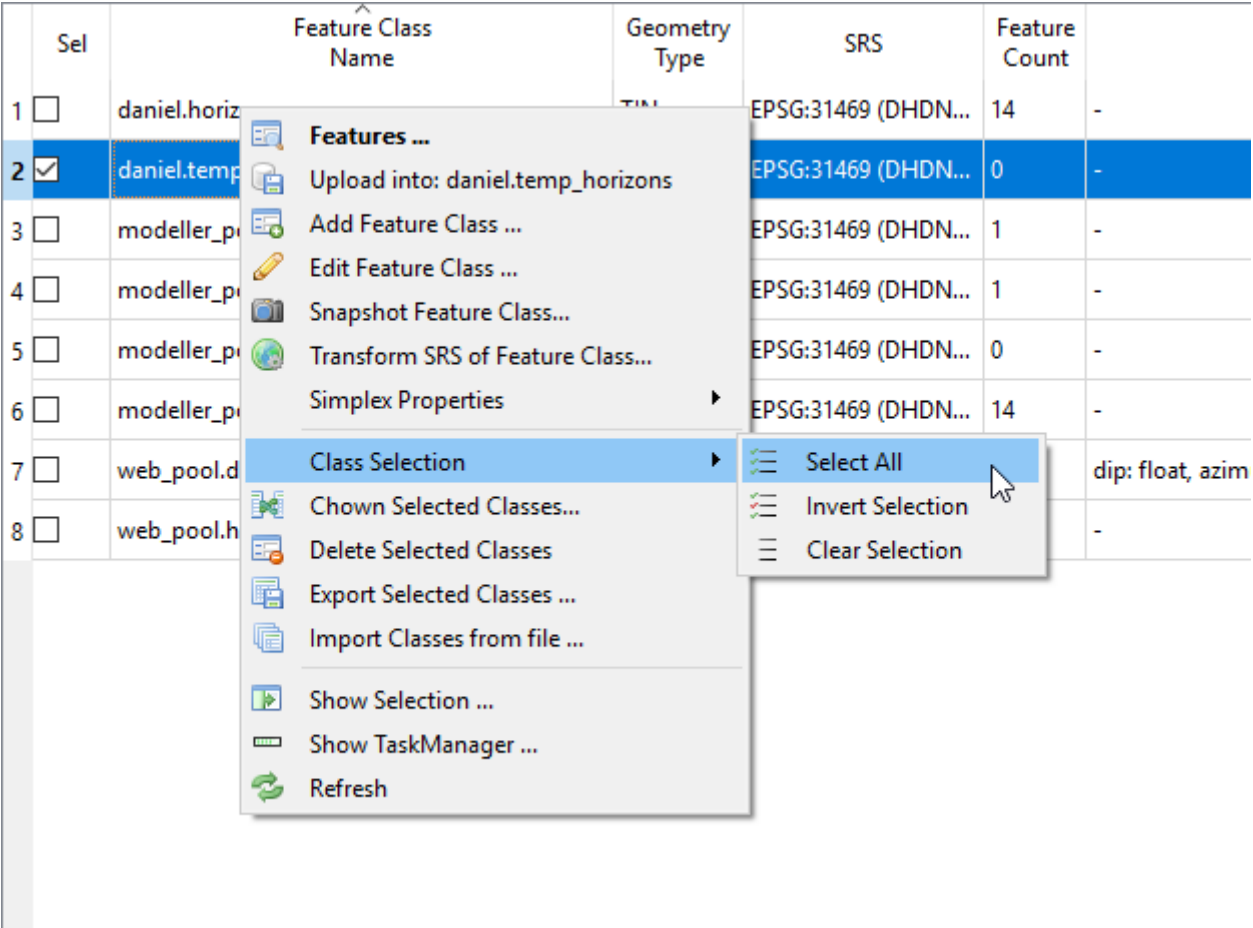 Sel
Feature Class
Name
Geometry
Type
SRS
Feature
Count
1 daniel.horiz EPSG:31469 (DHDN... 14 -
2 daniel.temp EPSG:31469 (DHDN... 0 -
3 EPSG:31469 (DHDN... 1 -
4 EPSG:31469 (DHDN... 1 -
5 EPSG:31469 (DHDN... 0 -
6 EPSG:31469 (DHDN... 14 -
7 web_pool.d dip: float, azim
8 web_pool.h -
Features ...
Upload into: daniel.temp_horizons
Add Feature Class ...
Edit Feature Class ...
Snapshot Feature Class...
Transform SRS of Feature Class...
Simplex Properties
Class Selection
Chown Selected Classes...
Delete Selected Classes
Export Selected Classes ...
Import Classes from file ...
Show Selection ...
Show TaskManager ...
Refresh
Select All
Invert Selection
Clear Selection